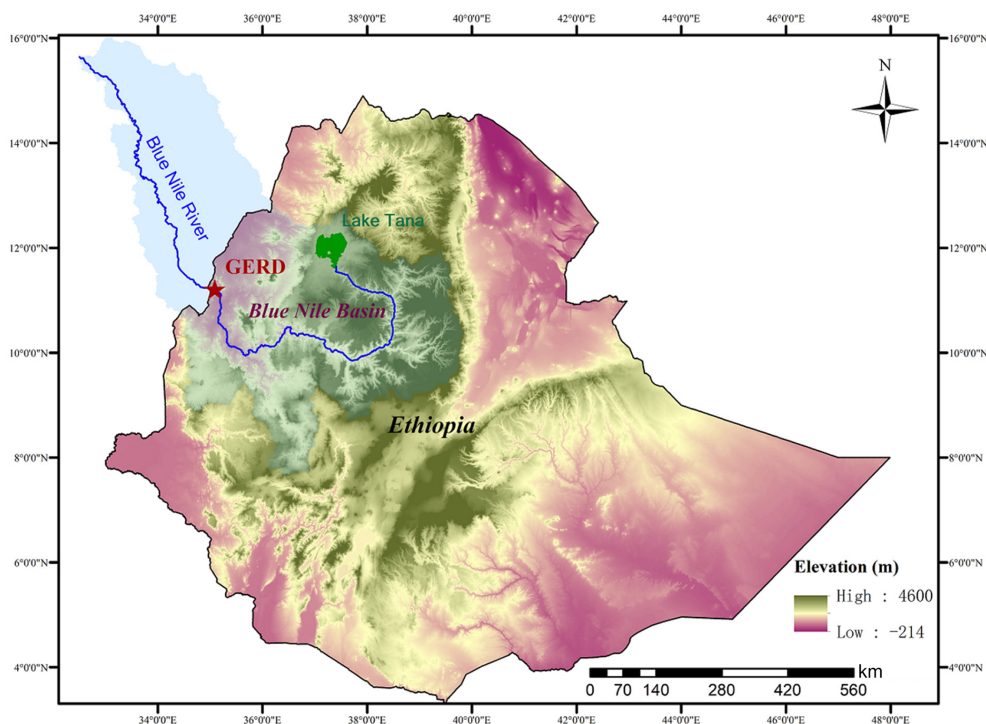 34°0'0"E 36°0'0"E 38°0'0"E 40°0'0"E 42°0'0"E 44°0'0"E 46°0'0"E 48°0'0"E
16°0'0"N 16°0'0"N
N
14°0'0"N 14°0'0"N
Blue Nile River
Lake Tana
12°0'0"N 12°0'0"N
GERD
Blue Nile Basin
10°0'0"N 10°0'0"N
Ethiopia
8°0'0"N 8°0'0"N
6°0'0"N 6°0'0"N
Elevation (m)
High : 4600
Low : -214
4°0'0"N 4°0'0"N
km
0 70 140 280 420 560
34°0'0"E 36°0'0"E 38°0'0"E 40°0'0"E 42°0'0"E 44°0'0"E 46°0'0"E 48°0'0"E